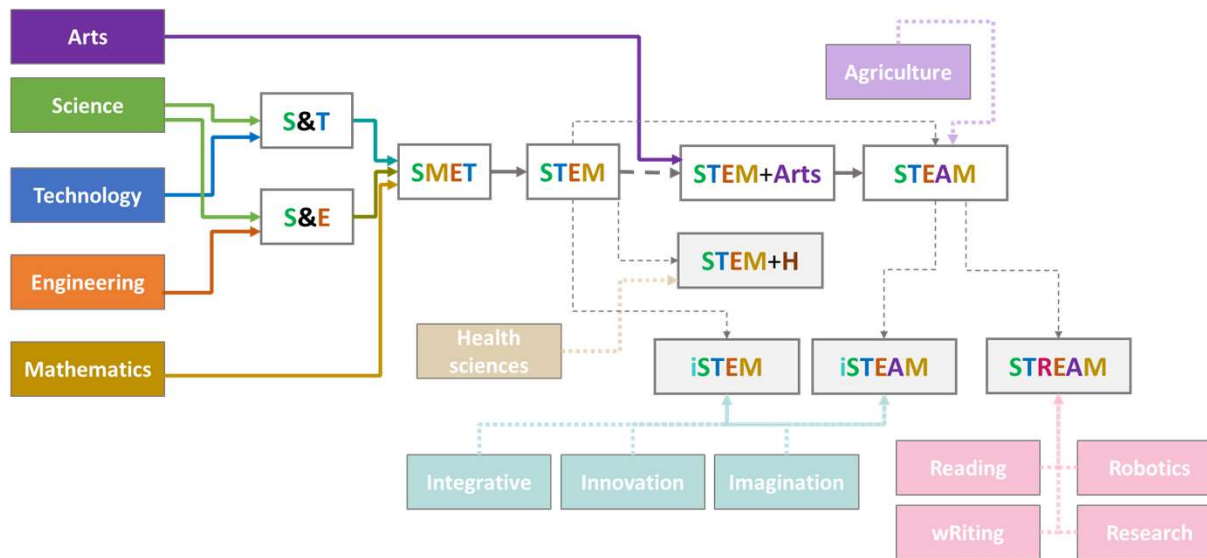 Arts
Agriculture
Science
S&T
Technology
SMET
STEM
STEM+Arts
STEAM
S&E
Engineering
STEM+H
Mathematics
Health
sciences
iSTEM
iSTEAM
STREAM
Integrative
Innovation
Imagination
Reading
Robotics
wRiting
Research